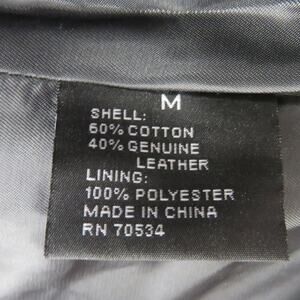 M
SHELL:
60% COTTON
40% GENUINE
LEATHER
LINING:
100% POLYESTER
MADE IN CHINA
RN 70534